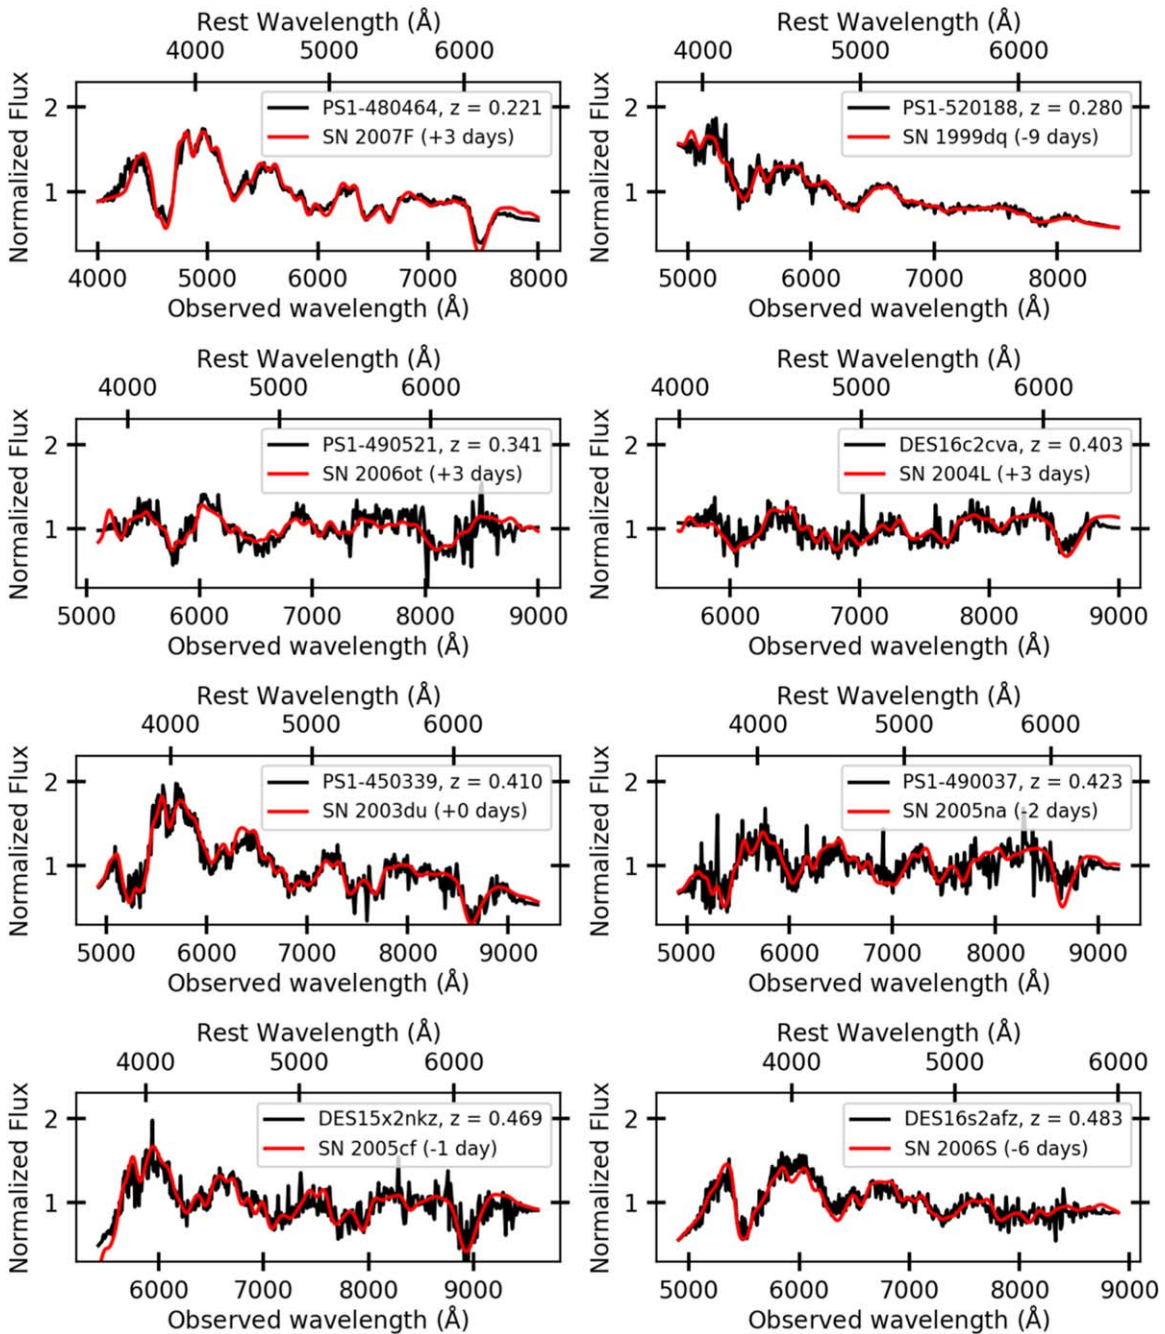 Rest Wavelength (Å)
4000 5000 6000
Normalized Flux
2
1
PS1-480464, z = 0.221
SN 2007F (+3 days)
4000 5000 6000 7000 8000
Observed wavelength (Å)
Rest Wavelength (Å)
4000 5000 6000
Normalized Flux
2
1
PS1-520188, z = 0.280
SN 1999dq (-9 days)
5000 6000 7000 8000
Observed wavelength (Å)
Rest Wavelength (Å)
4000 5000 6000
Normalized Flux
2
1
PS1-490521, z = 0.341
SN 2006ot (+3 days)
5000 6000 7000 8000 9000
Observed wavelength (Å)
Rest Wavelength (Å)
4000 5000 6000
Normalized Flux
2
1
DES16c2cva, z = 0.403
SN 2004L (+3 days)
6000 7000 8000 9000
Observed wavelength (Å)
Rest Wavelength (Å)
4000 5000 6000
Normalized Flux
2
1
PS1-450339, z = 0.410
SN 2003du (+0 days)
5000 6000 7000 8000 9000
Observed wavelength (Å)
Rest Wavelength (Å)
4000 5000 6000
Normalized Flux
2
1
PS1-490037, z = 0.423
SN 2005na (-2 days)
5000 6000 7000 8000 9000
Observed wavelength (Å)
Rest Wavelength (Å)
4000 5000 6000
Normalized Flux
2
1
DES15x2nkz, z = 0.469
SN 2005cf (-1 day)
6000 7000 8000 9000
Observed wavelength (Å)
Rest Wavelength (Å)
4000 5000 6000
Normalized Flux
2
1
DES16s2afz, z = 0.483
SN 2006S (-6 days)
5000 6000 7000 8000 9000
Observed wavelength (Å)